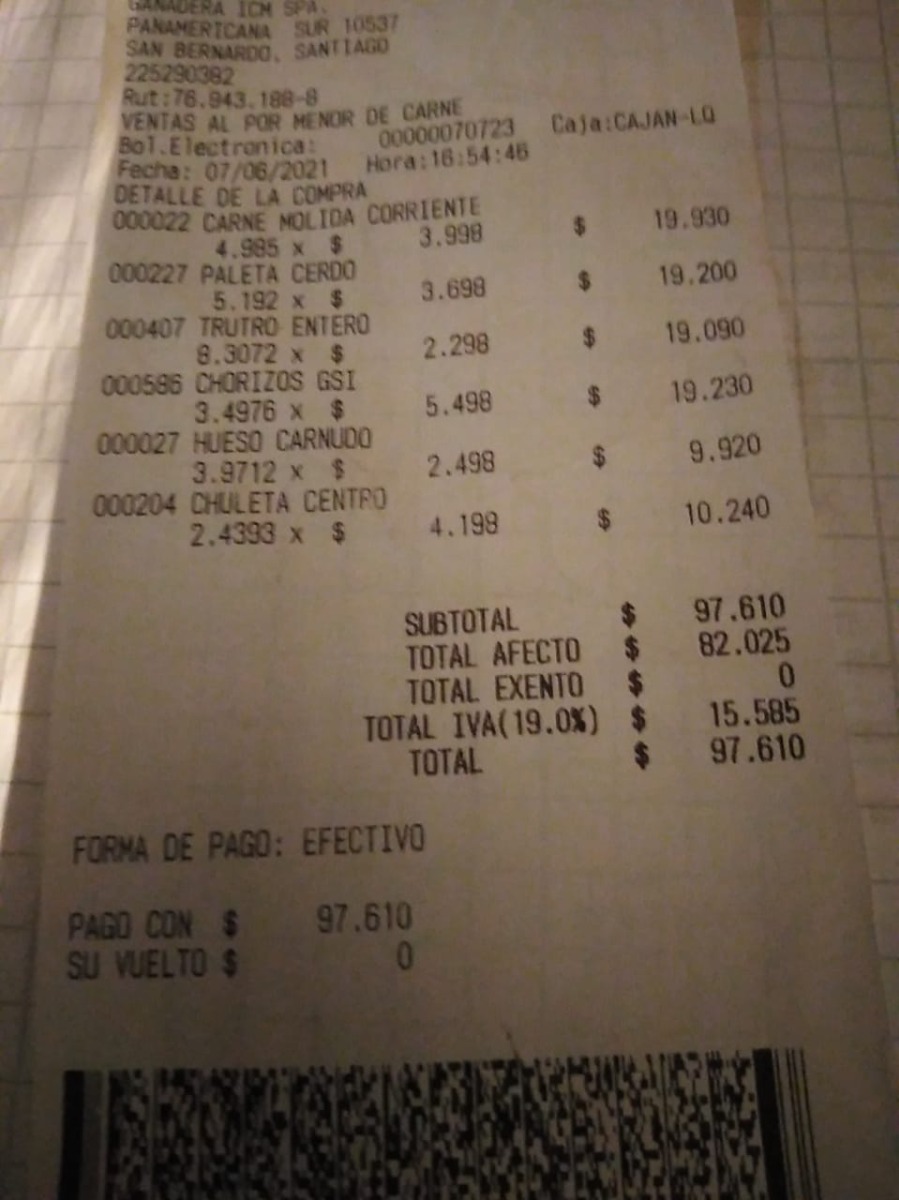 GANADERA ICM SPA.
PANAMERICANA SUR 10537
SAN BERNARDO, SANTIAGO
225290382
Rut:76.943.188-8
VENTAS AL POR MENOR DE CARNE
Bol.Electronica: 00000070723 Caja:CAJAN-LQ
Fecha: 07/06/2021 Hora:16:54:46
DETALLE DE LA COMPRA
000022 CARNE MOLIDA CORRIENTE
4.985 x $ 3.998 $ 19.930
000227 PALETA CERDO
5.192 x $ 3.698 $ 19.200
000407 TRUTRO ENTERO
8.3072 x $ 2.298 $ 19.090
000586 CHORIZOS GSI
3.4976 x $ 5.498 $ 19.230
000027 HUESO CARNUDO
3.9712 x $ 2.498 $ 9.920
000204 CHULETA CENTRO
2.4393 x $ 4.198 $ 10.240
SUBTOTAL $ 97.610
TOTAL AFECTO $ 82.025
TOTAL EXENTO $ 0
TOTAL IVA(19.0%) $ 15.585
TOTAL $ 97.610
FORMA DE PAGO: EFECTIVO
PAGO CON $ 97.610
SU VUELTO $ 0